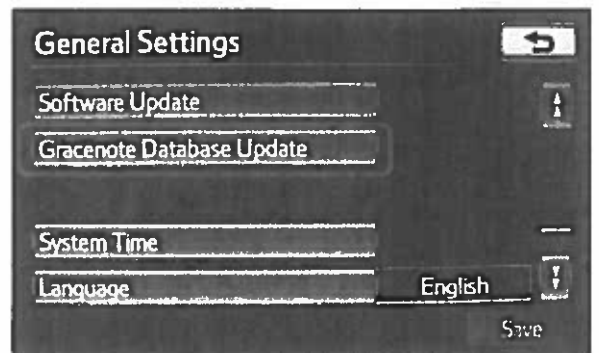 General Settings
Software Update
Gracenote Database Update
System Time
Language English
Save